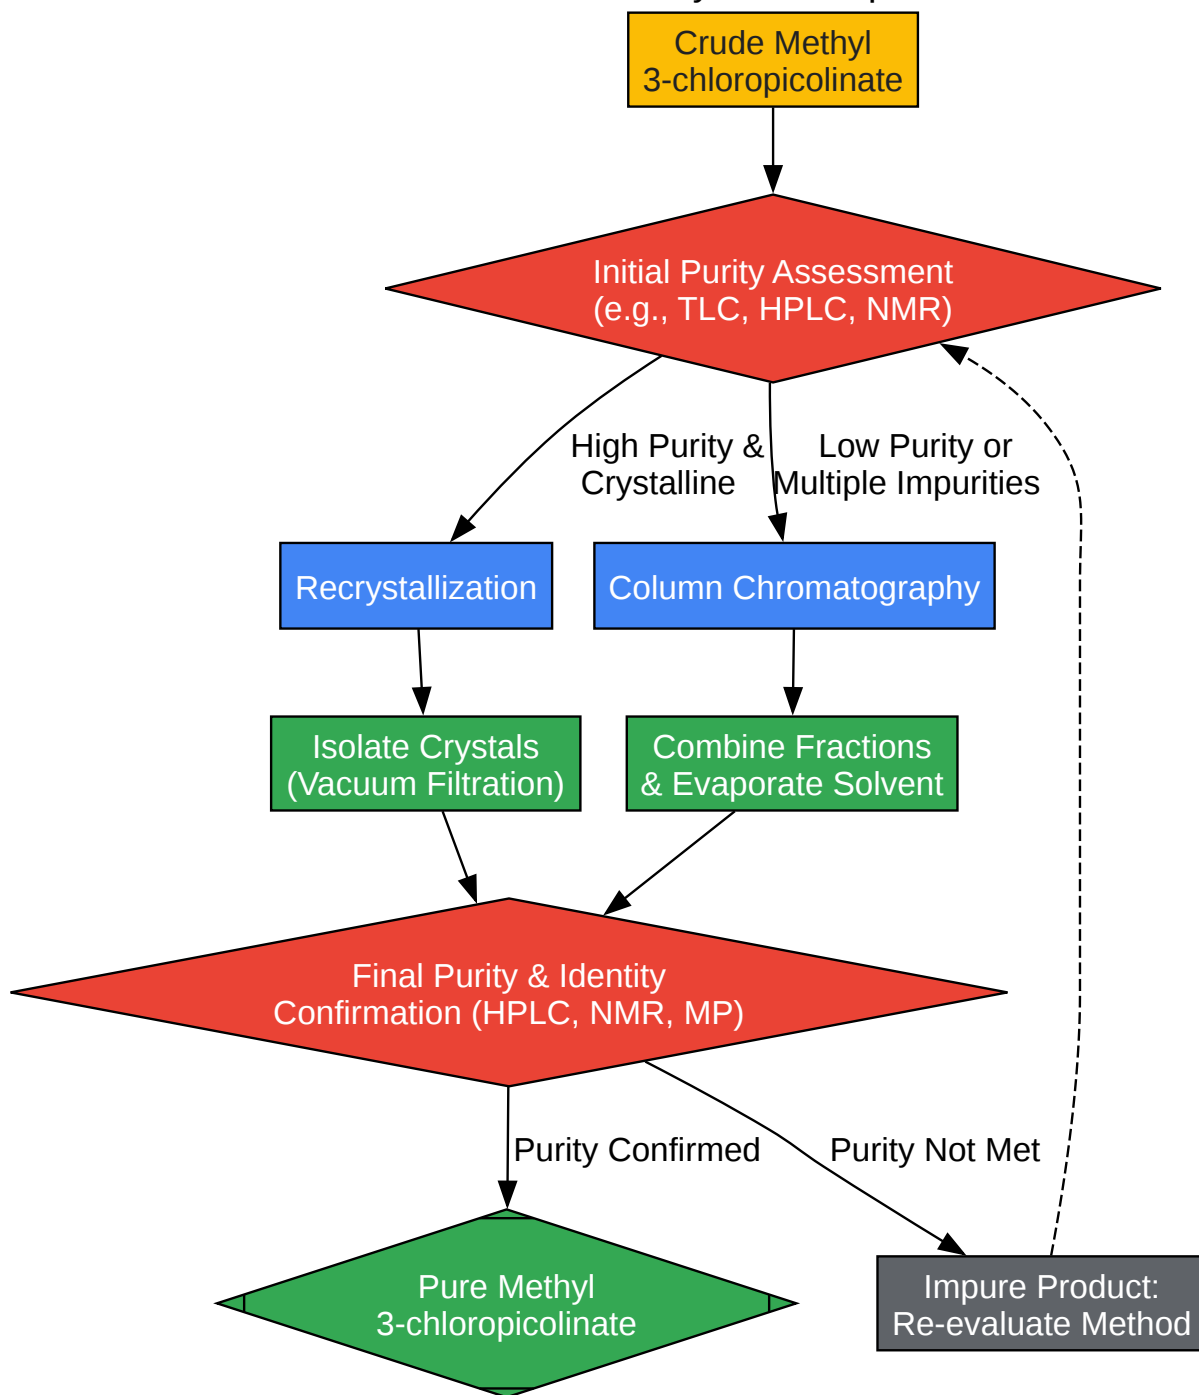 Crude Methyl
3-chloropicolinate
Initial Purity Assessment
(e.g., TLC, HPLC, NMR)
High Purity &
Crystalline
Low Purity or
Multiple Impurities
Recrystallization
Column Chromatography
Isolate Crystals
(Vacuum Filtration)
Combine Fractions
& Evaporate Solvent
Final Purity & Identity
Confirmation (HPLC, NMR, MP)
Purity Confirmed
Purity Not Met
Pure Methyl
3-chloropicolinate
Impure Product:
Re-evaluate Method